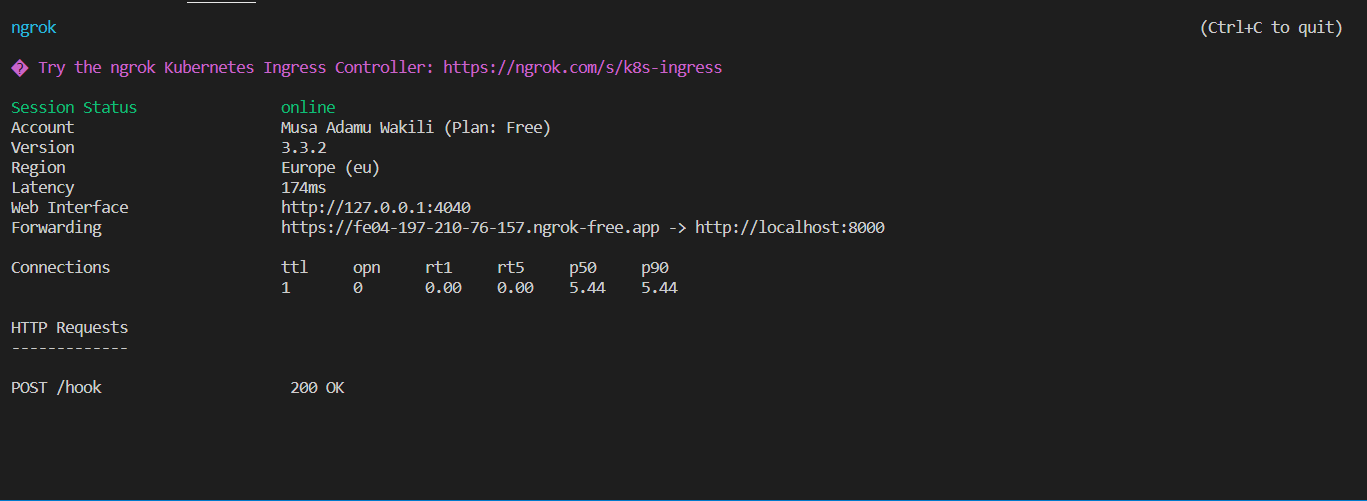 ngrok (Ctrl+C to quit)
� Try the ngrok Kubernetes Ingress Controller: https://ngrok.com/s/k8s-ingress
Session Status online
Account Musa Adamu Wakili (Plan: Free)
Version 3.3.2
Region Europe (eu)
Latency 174ms
Web Interface http://127.0.0.1:4040
Forwarding https://fe04-197-210-76-157.ngrok-free.app -> http://localhost:8000
Connections ttl opn rt1 rt5 p50 p90
1 0 0.00 0.00 5.44 5.44
HTTP Requests
-------------
POST /hook 200 OK